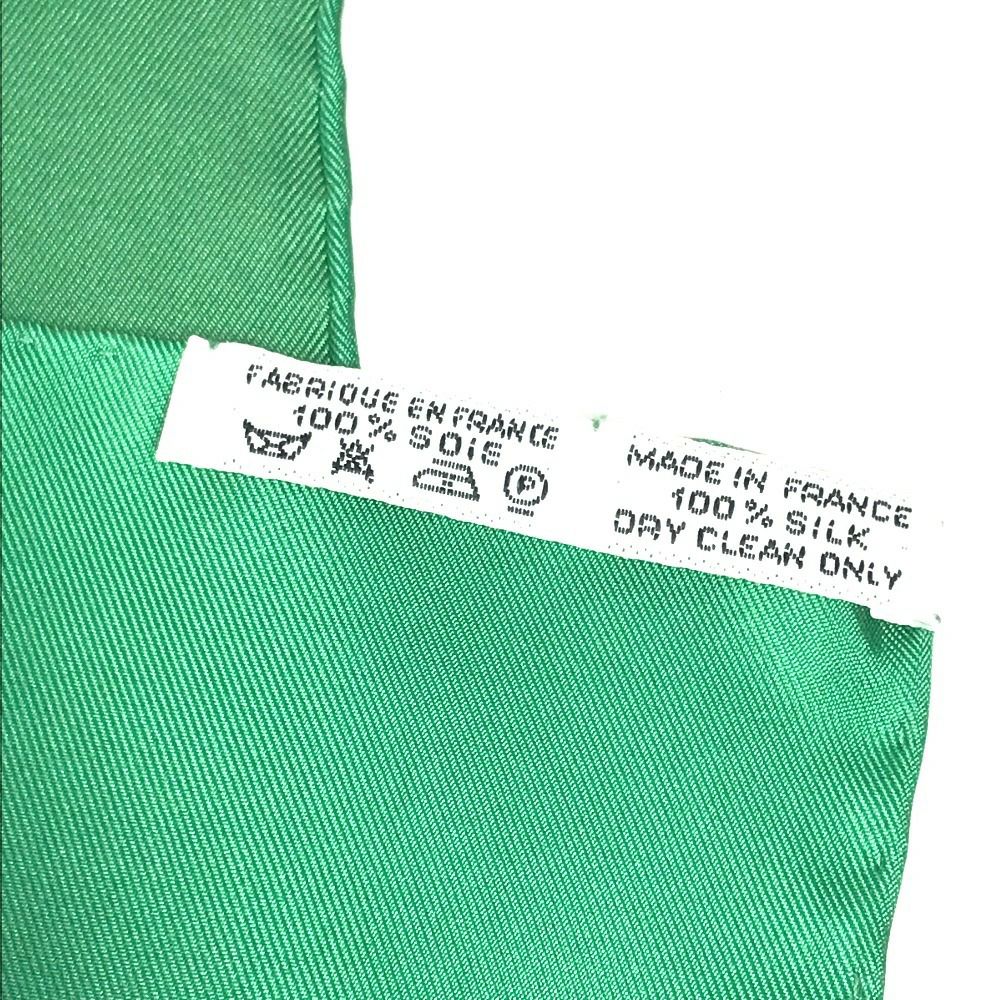 FABRIQUE EN FRANCE
100% SOIE
P
MADE IN FRANCE
100% SILK
DRY CLEAN ONLY